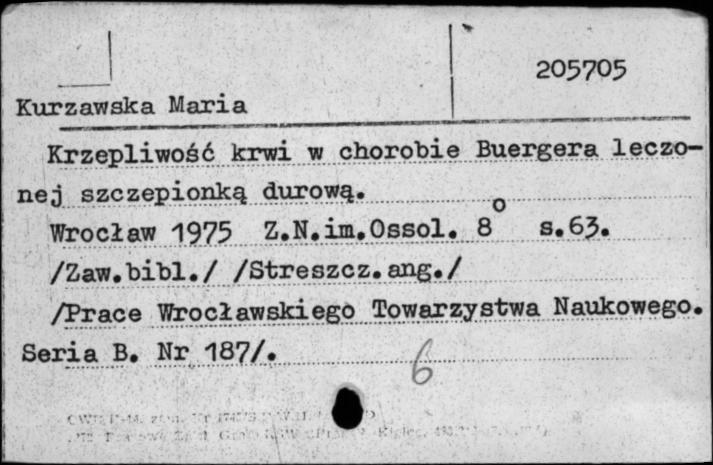 205705
Kurzawska Maria
Krzepliwość krwi w chorobie Buergera leczo-
nej szczepionką durową.
Wrocław 1975 Z.N.im.Ossol. 8° s.63.
/Zaw.bibl./ /Streszcz.ang./
/Prace Wrocławskiego Towarzystwa Naukowego.
Seria B. Nr 187/.
6